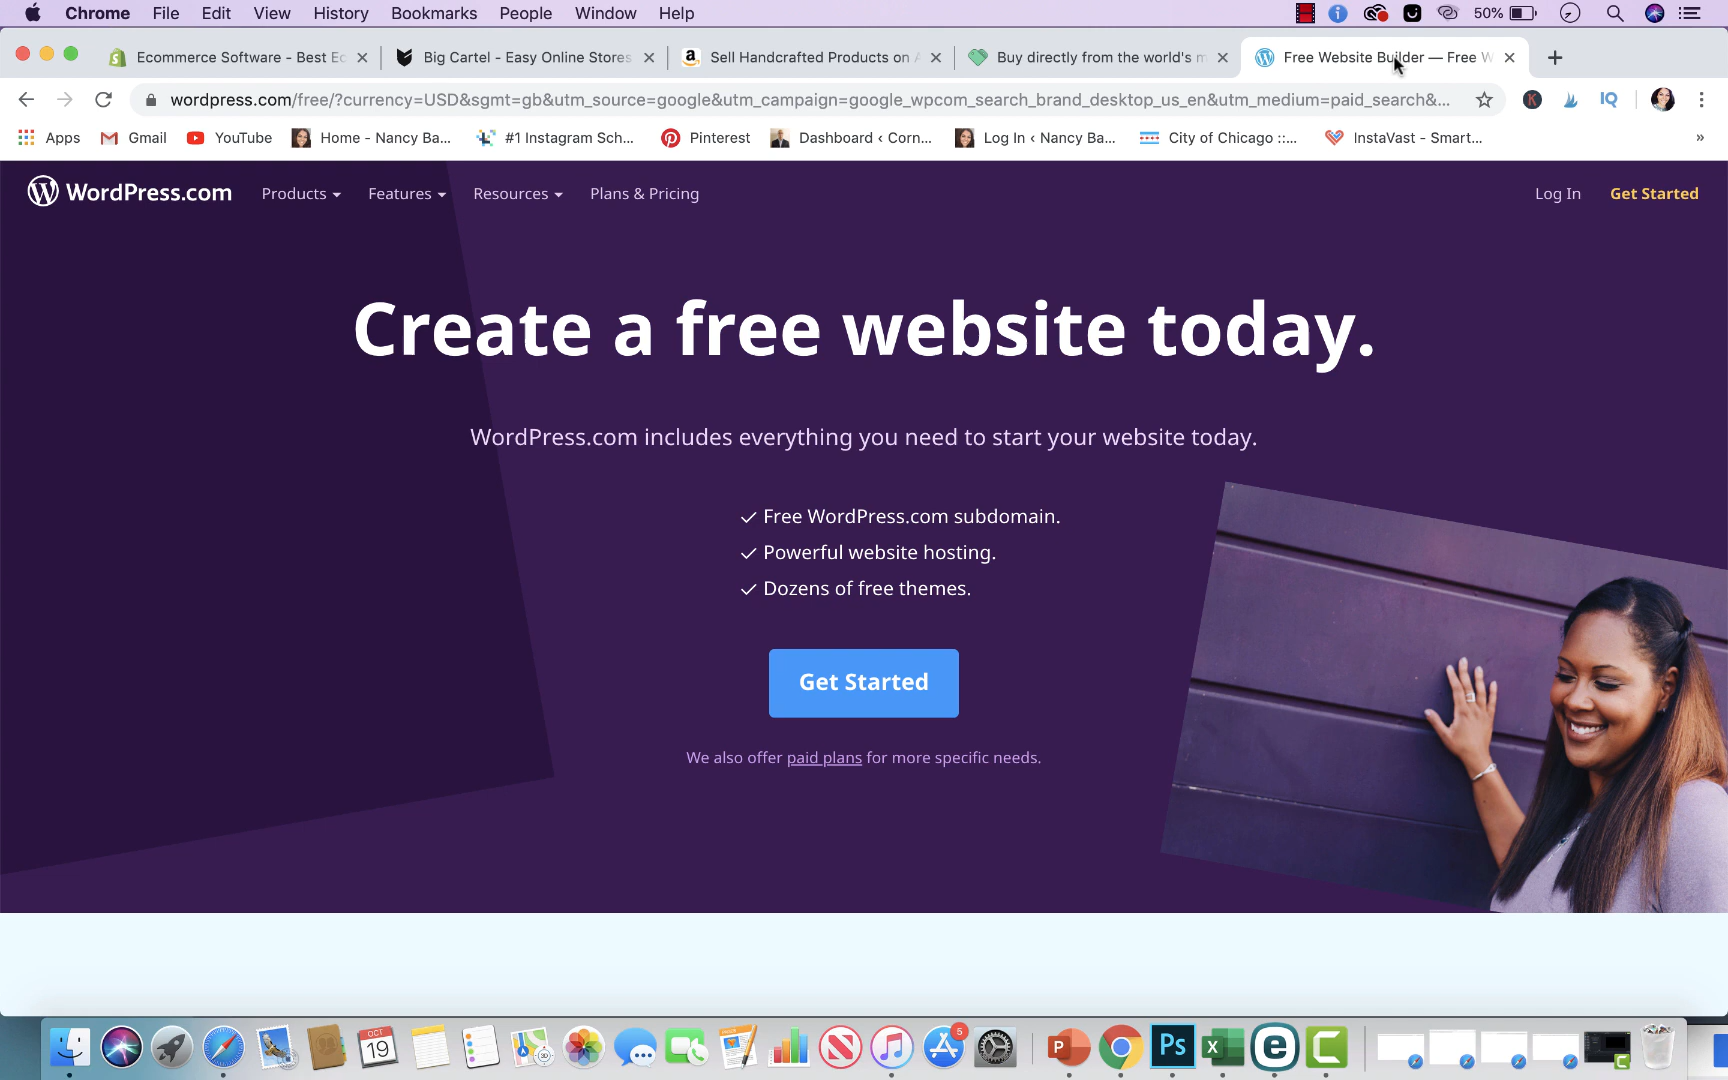 Chrome File Edit View History Bookmarks People Window Help 50%
Ecommerce Software - Best Ec Big Cartel - Easy Online Stores Sell Handcrafted Products on A Buy directly from the world's m Free Website Builder — Free W
wordpress.com/free/?currency=USD&sgmt=gb&utm_source=google&utm_campaign=google_wpcom_search_brand_desktop_us_en&utm_medium=paid_search&... K IQ
Apps Gmail YouTube Home - Nancy Ba... #1 Instagram Sch... Pinterest Dashboard ‹ Corn... Log In ‹ Nancy Ba... City of Chicago ::... InstaVast - Smart... »
WordPress.com Products Features Resources Plans & Pricing Log In Get Started
Create a free website today.
WordPress.com includes everything you need to start your website today.
✓ Free WordPress.com subdomain.
✓ Powerful website hosting.
✓ Dozens of free themes.
Get Started
We also offer paid plans for more specific needs.
OCT 19 3D 5 P Ps X e C